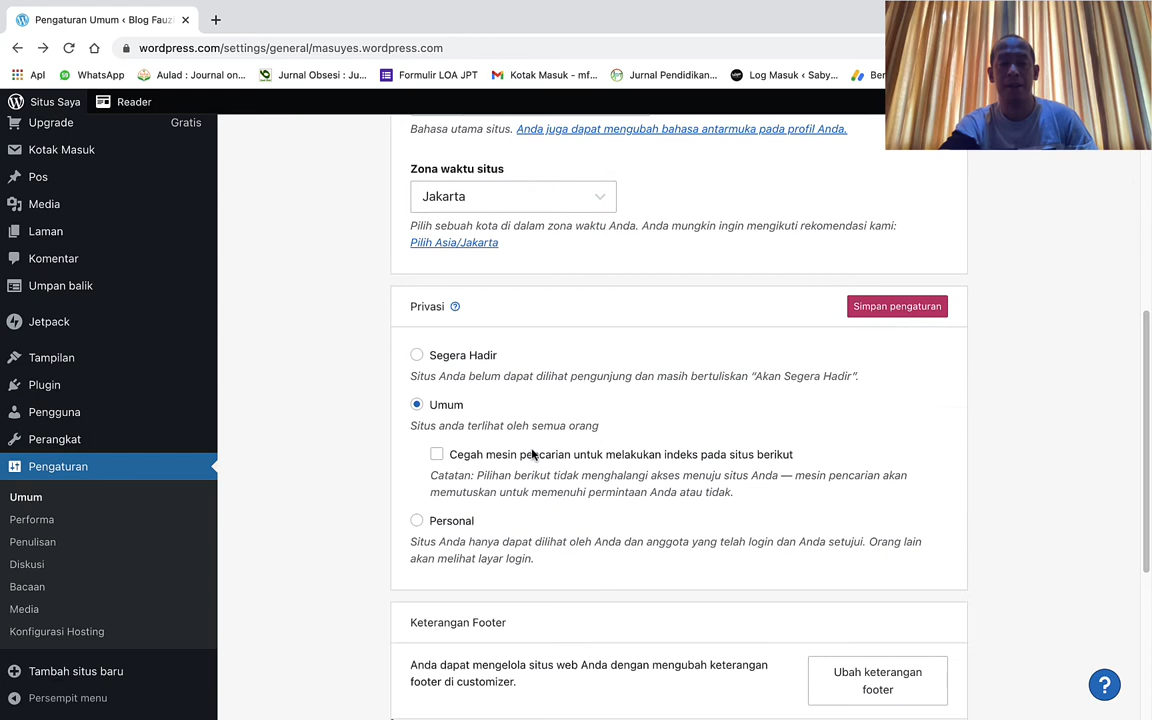 Pengaturan Umum ‹ Blog Fauzi
wordpress.com/settings/general/masuyes.wordpress.com
Apl
WhatsApp
Aulad : Journal on...
Jurnal Obsesi : Ju...
Formulir LOA JPT
Kotak Masuk - mf...
Jurnal Pendidikan...
Log Masuk ‹ Saby...
Situs Saya
Reader
Upgrade
Gratis
Kotak Masuk
Pos
Media
Laman
Komentar
Umpan balik
Jetpack
Tampilan
Plugin
Pengguna
Perangkat
Pengaturan
Umum
Performa
Penulisan
Diskusi
Bacaan
Media
Konfigurasi Hosting
Tambah situs baru
Persempit menu
Bahasa utama situs. Anda juga dapat mengubah bahasa antarmuka pada profil Anda.
Zona waktu situs
Jakarta
Pilih sebuah kota di dalam zona waktu Anda. Anda mungkin ingin mengikuti rekomendasi kami:
Pilih Asia/Jakarta
Privasi
Simpan pengaturan
Segera Hadir
Situs Anda belum dapat dilihat pengunjung dan masih bertuliskan “Akan Segera Hadir”.
Umum
Situs anda terlihat oleh semua orang
Cegah mesin pencarian untuk melakukan indeks pada situs berikut
Catatan: Pilihan berikut tidak menghalangi akses menuju situs Anda — mesin pencarian akan
memutuskan untuk memenuhi permintaan Anda atau tidak.
Personal
Situs Anda hanya dapat dilihat oleh Anda dan anggota yang telah login dan Anda setujui. Orang lain
akan melihat layar login.
Keterangan Footer
Anda dapat mengelola situs web Anda dengan mengubah keterangan
footer di customizer.
Ubah keterangan
footer